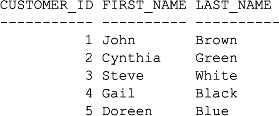 CUSTOMER_ID FIRST_NAME LAST_NAME
----------- ---------- ----------
1 John Brown
2 Cynthia Green
3 Steve White
4 Gail Black
5 Doreen Blue